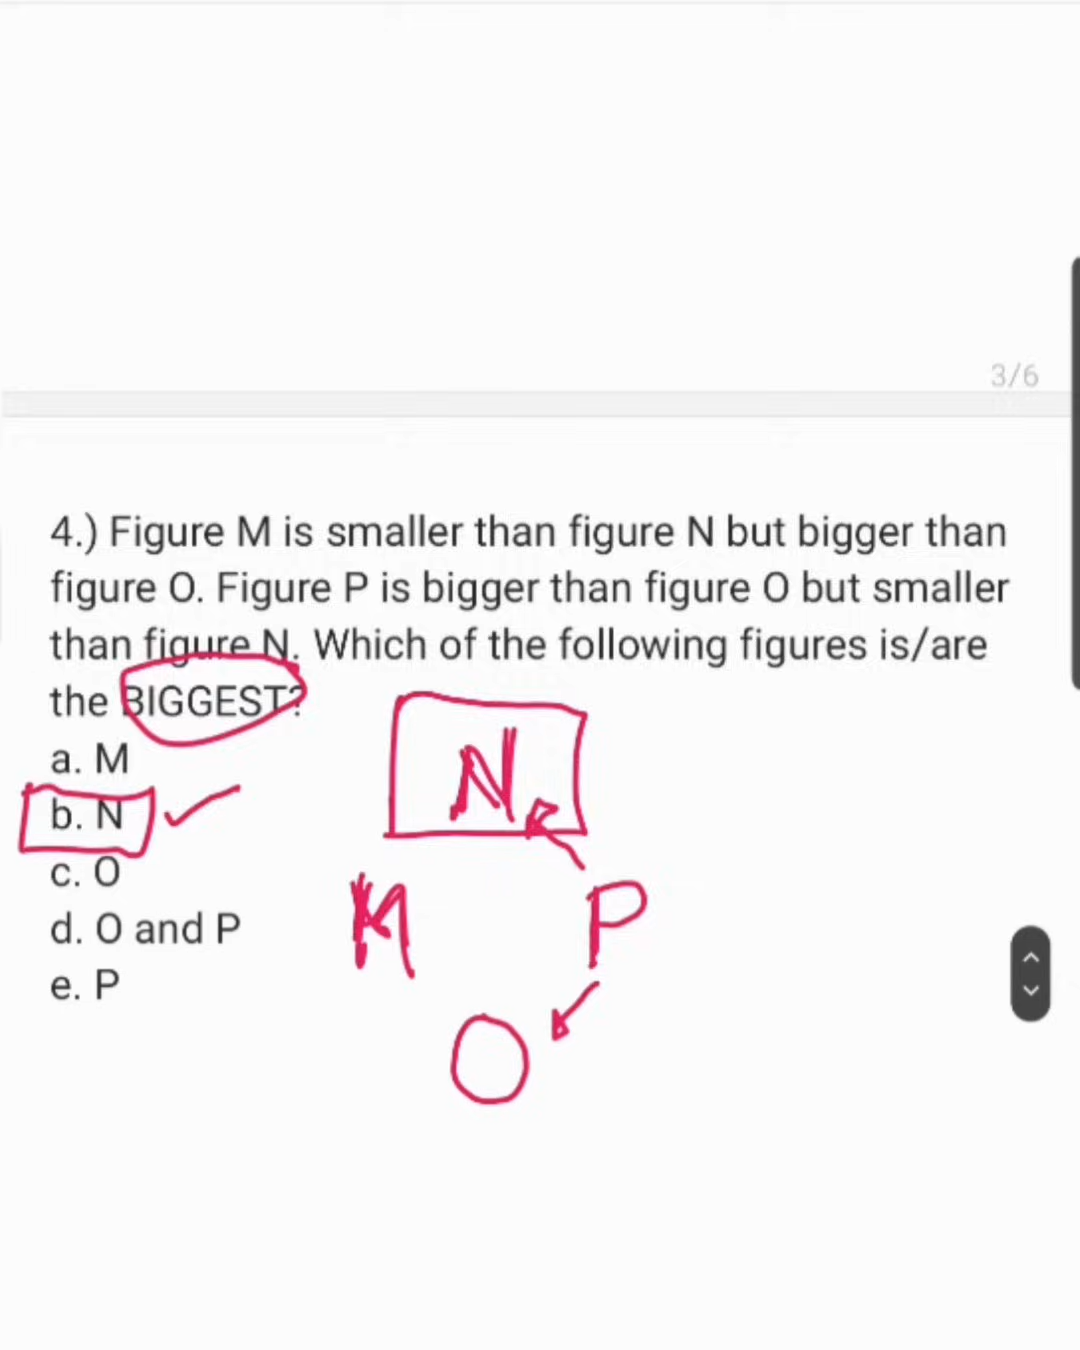 3/6
4.) Figure M is smaller than figure N but bigger than
figure O. Figure P is bigger than figure O but smaller
than figure N. Which of the following figures is/are
the BIGGEST?
a. M
b. N
c. O
d. O and P
e. P
N
M P
O